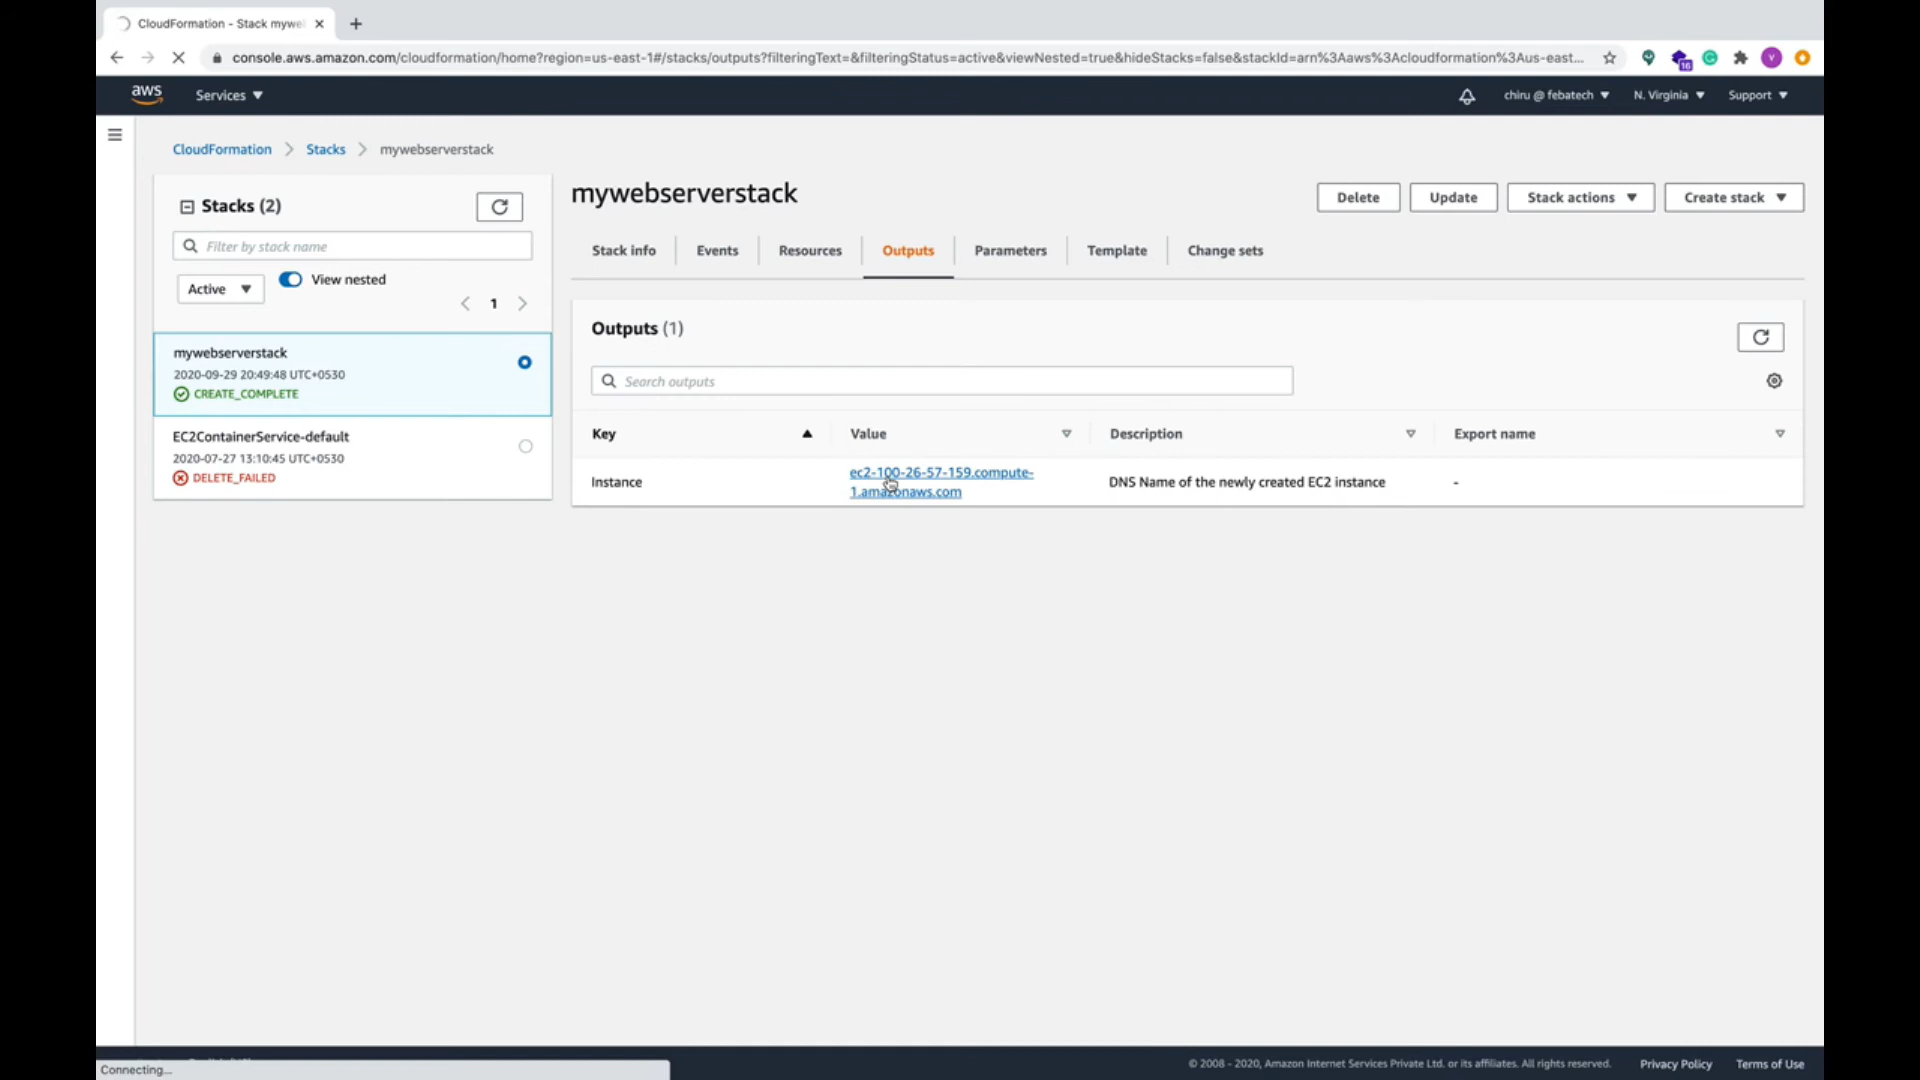 CloudFormation - Stack mywe
console.aws.amazon.com/cloudformation/home?region=us-east-1#/stacks/outputs?filteringText=&filteringStatus=active&viewNested=true&hideStacks=false&stackId=arn%3Aaws%3Acloudformation%3Aus-east...
16
V
aws
Services
chiru @ febatech
N. Virginia
Support
CloudFormation
Stacks
mywebserverstack
Stacks (2)
Filter by stack name
Active
View nested
1
mywebserverstack
2020-09-29 20:49:48 UTC+0530
CREATE_COMPLETE
EC2ContainerService-default
2020-07-27 13:10:45 UTC+0530
DELETE_FAILED
mywebserverstack
Delete
Update
Stack actions
Create stack
Stack info
Events
Resources
Outputs
Parameters
Template
Change sets
Outputs (1)
Search outputs
Key
Value
Description
Export name
Instance
ec2-100-26-57-159.compute-
1.amazonaws.com
DNS Name of the newly created EC2 instance
-
Connecting...
© 2008 - 2020, Amazon Internet Services Private Ltd. or its affiliates. All rights reserved.
Privacy Policy
Terms of Use